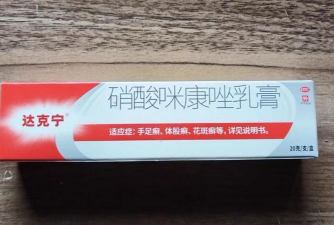 硝酸咪康唑乳膏
达克宁®
适应症：手足癣、体股癣、花斑癣等，详见说明书。
20克/支/盒